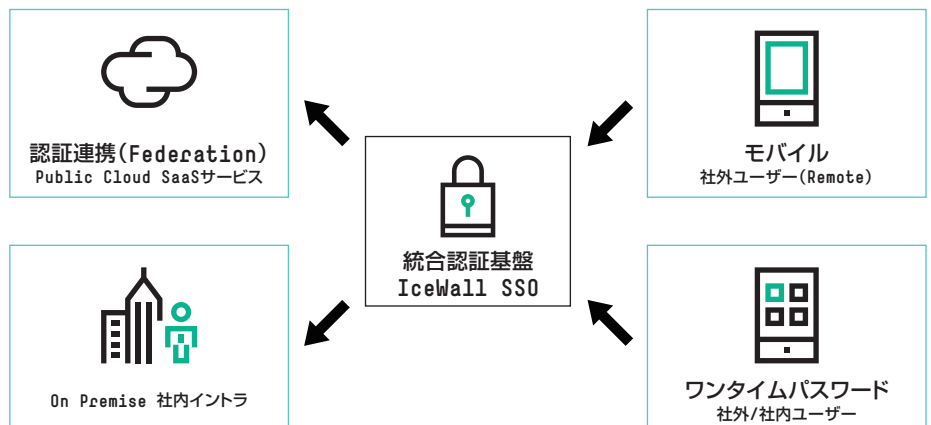 認証連携(Federation)
Public Cloud SaaSサービス
モバイル
社外ユーザー(Remote)
統合認証基盤
IceWall SSO
On Premise 社内イントラ
ワンタイムパスワード
社外/社内ユーザー